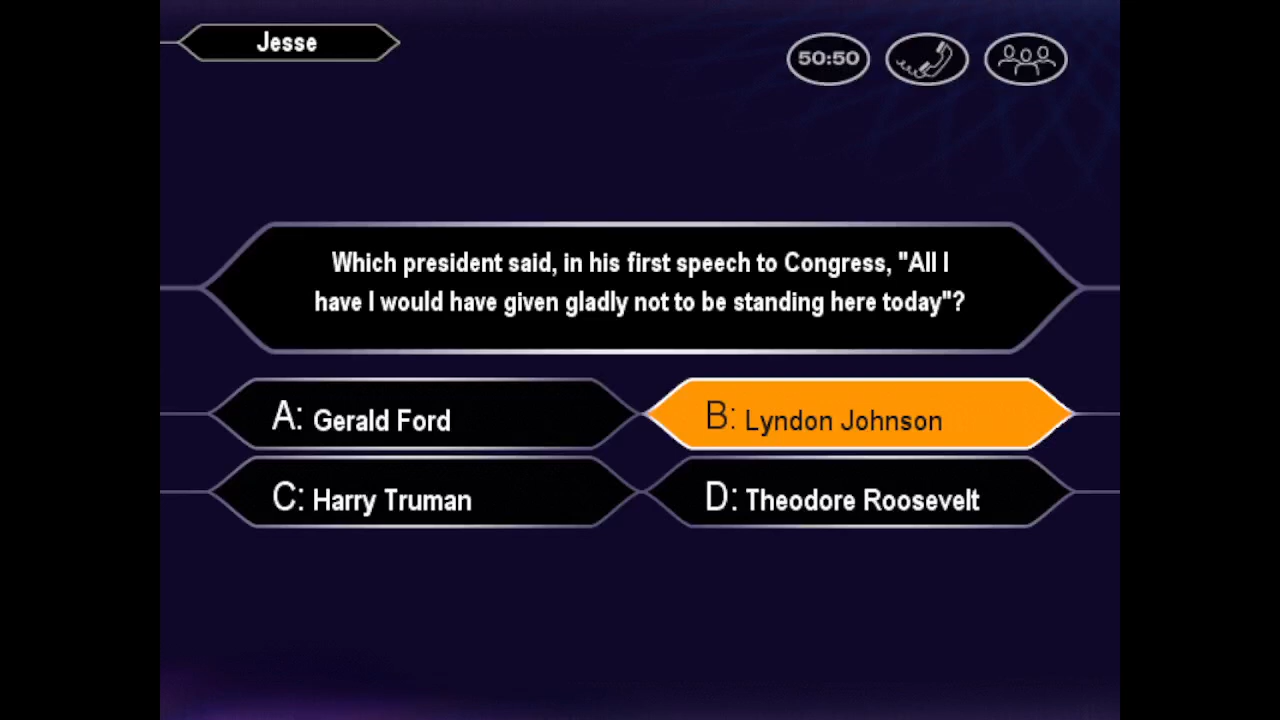 Jesse
50:50
Which president said, in his first speech to Congress, "All I
have I would have given gladly not to be standing here today"?
A: Gerald Ford
B: Lyndon Johnson
C: Harry Truman
D: Theodore Roosevelt